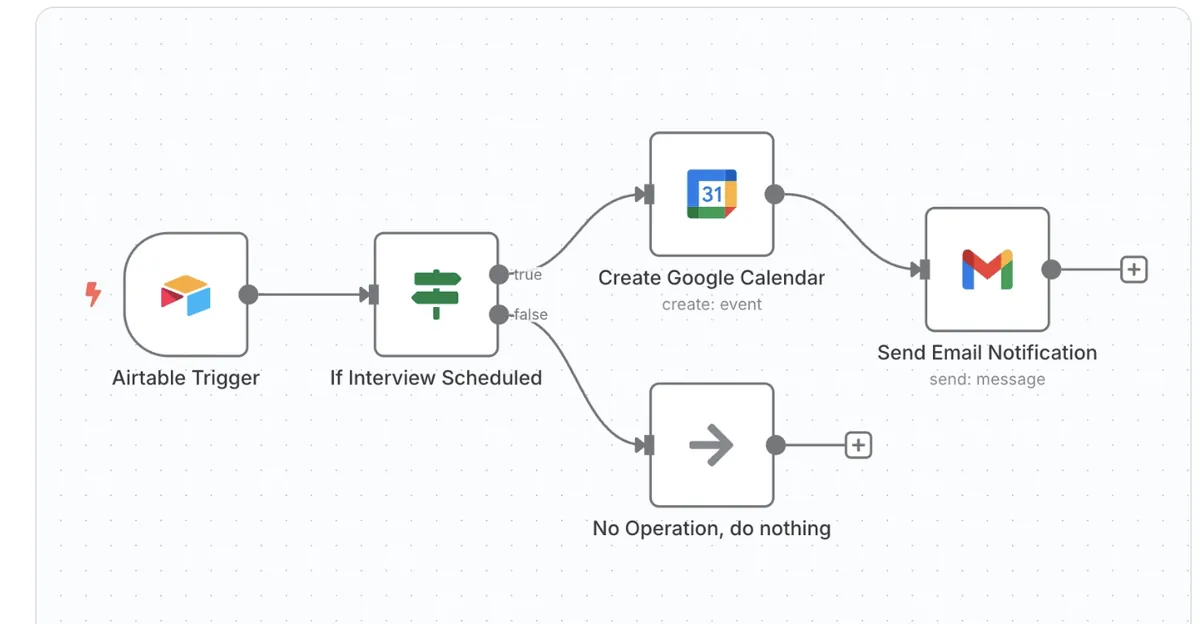 Airtable Trigger
If Interview Scheduled
true
false
31
Create Google Calendar
create: event
No Operation, do nothing
Send Email Notification
send: message